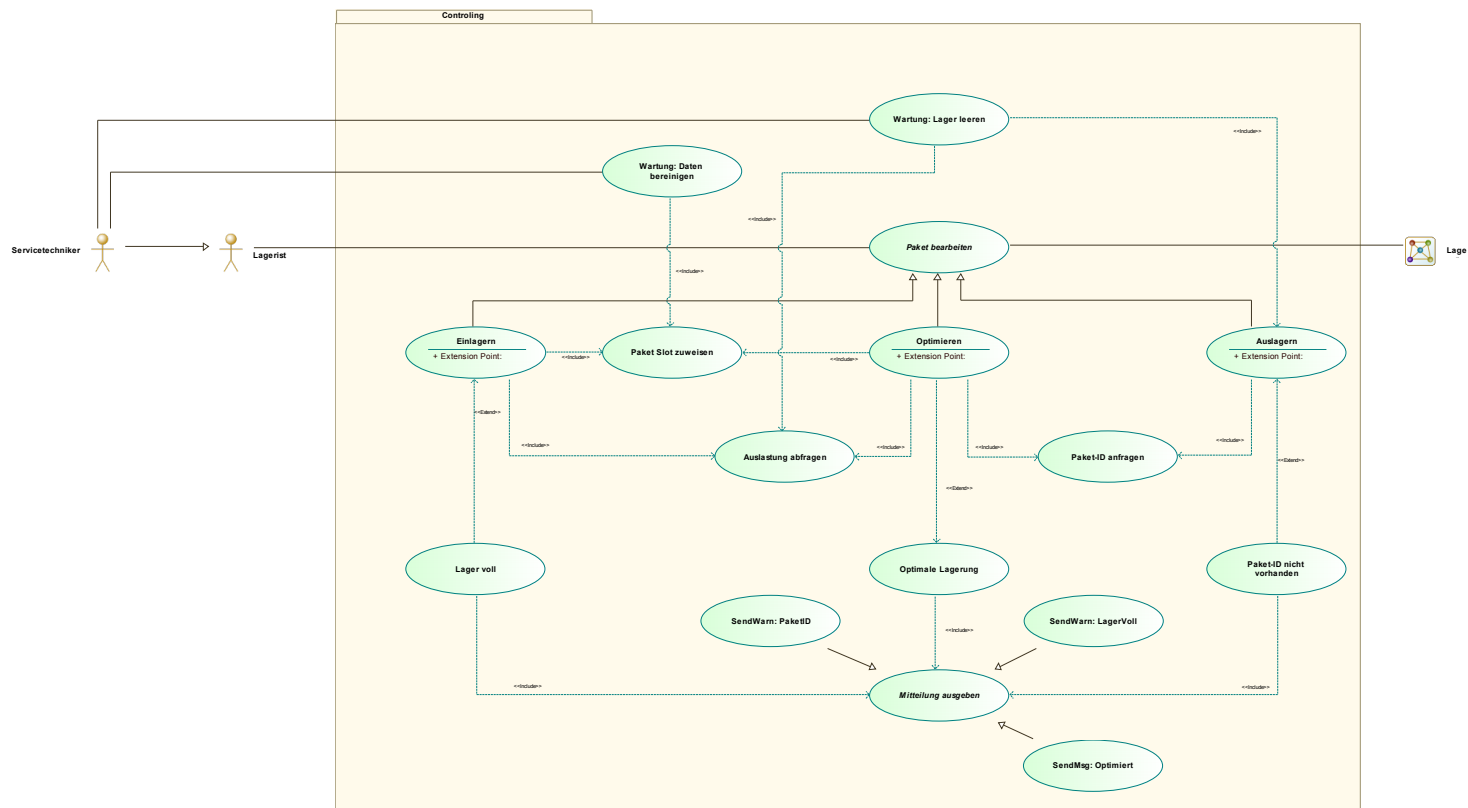 Controling
Wartung: Lager leeren
<<Include>>
Wartung: Daten
bereinigen
<<Include>>
Servicetechniker
Lagerist
Paket bearbeiten
Lage
<<Include>>
Einlagern
+ Extension Point:
<<Include>>
Paket Slot zuweisen
<<Include>>
Optimieren
+ Extension Point:
Auslagern
+ Extension Point:
<<Extend>>
<<Include>>
Auslastung abfragen
<<Include>>
<<Include>>
Paket-ID anfragen
<<Include>>
<<Extend>>
<<Extend>>
Lager voll
Optimale Lagerung
Paket-ID nicht
vorhanden
SendWarn: PaketID
<<Include>>
SendWarn: LagerVoll
<<Include>>
Mitteilung ausgeben
<<Include>>
SendMsg: Optimiert